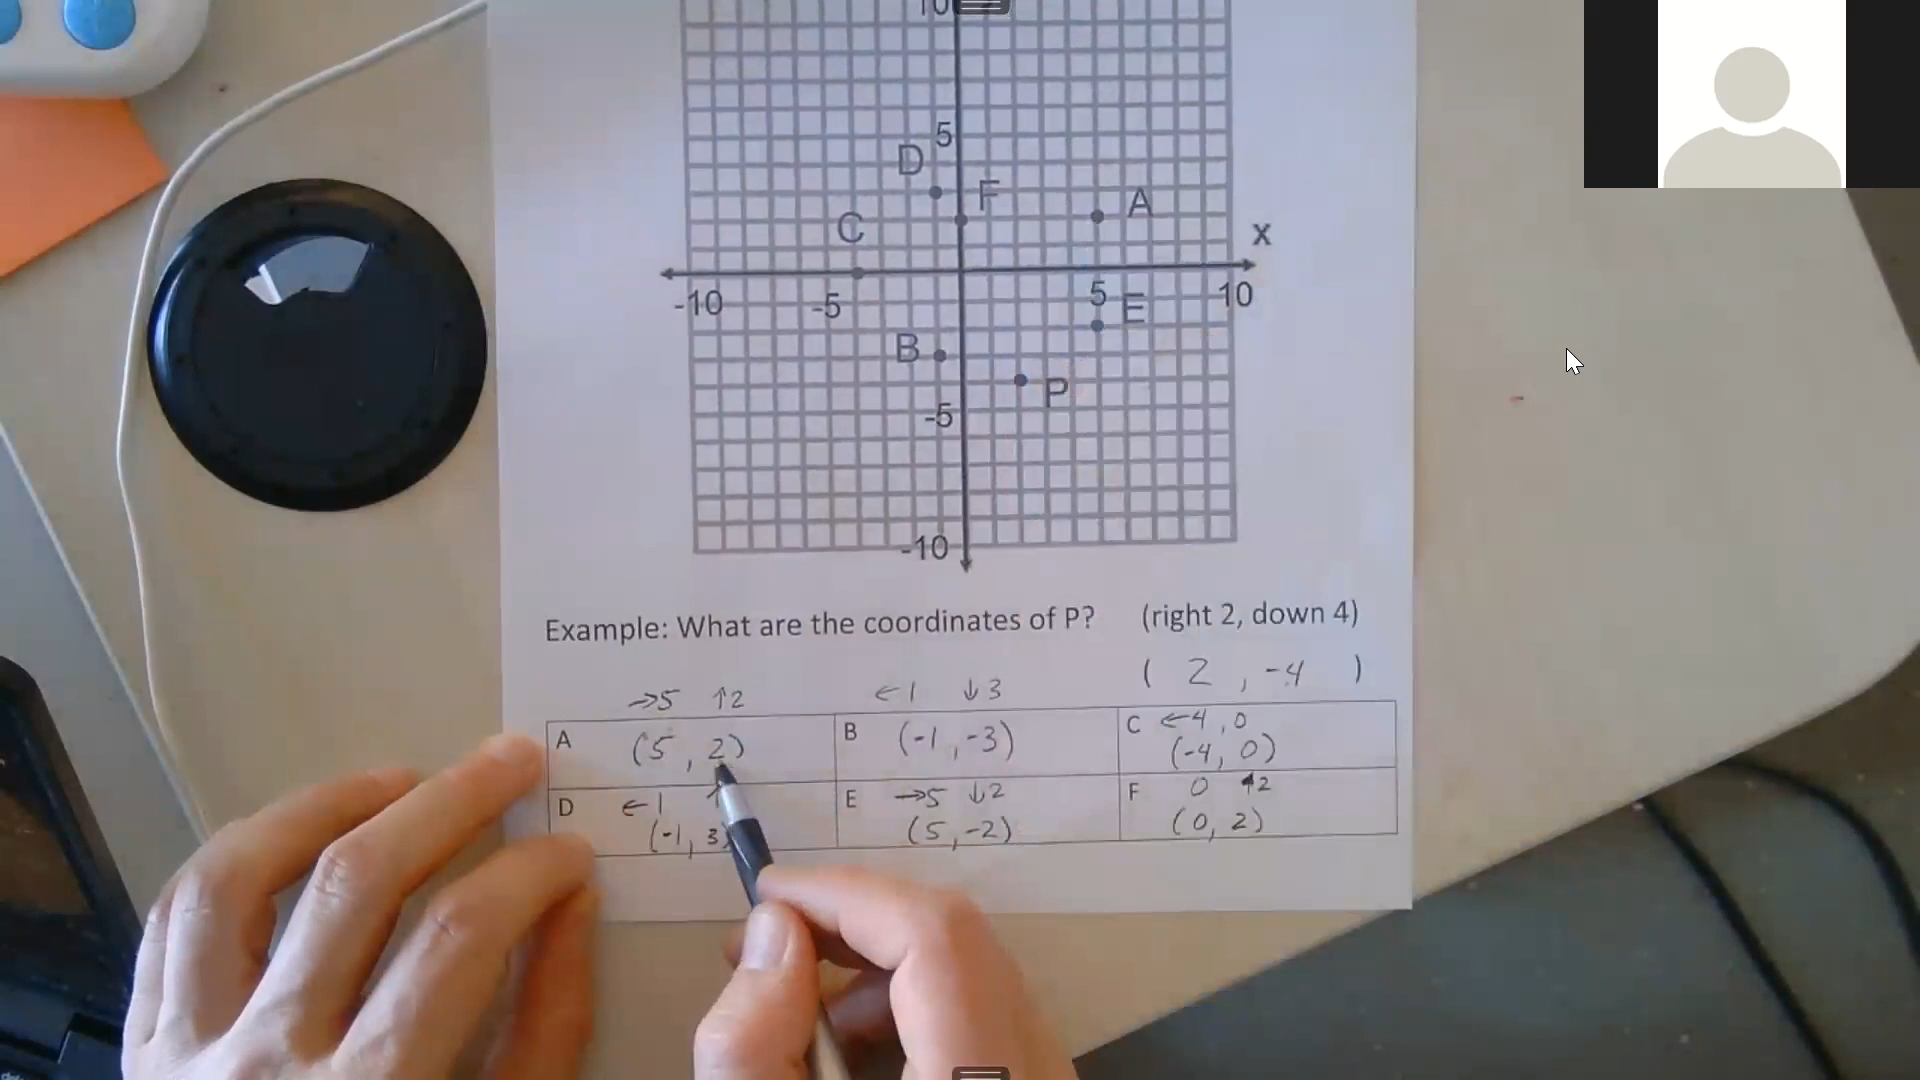 10
5
D
F
A
C
x
-10
-5
5
E
10
B
P
-5
-10
Example: What are the coordinates of P? (right 2, down 4)
( 2 , -4 )
→5 ↑2
←1 ↓3
A (5, 2)
B (-1, -3)
C ←4, 0
(-4, 0)
D ←1
(-1, 3)
E →5 ↓2
(5, -2)
F 0 ↑2
(0, 2)